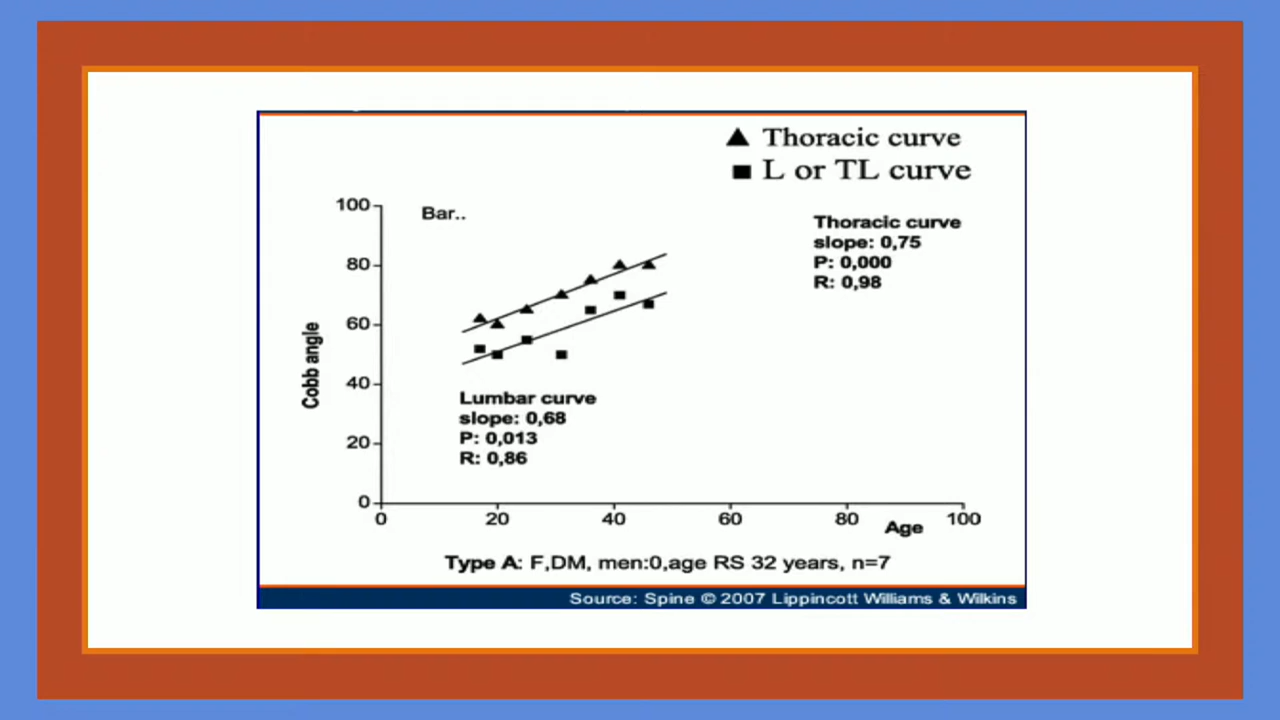 Thoracic curve
L or TL curve
100
Bar..
Thoracic curve
slope: 0,75
P: 0,000
R: 0,98
80
60
Cobb angle
40
Lumbar curve
slope: 0,68
P: 0,013
R: 0,86
20
0
0 20 40 60 80 100
Age
Type A: F,DM, men:0,age RS 32 years, n=7
Source: Spine © 2007 Lippincott Williams & Wilkins